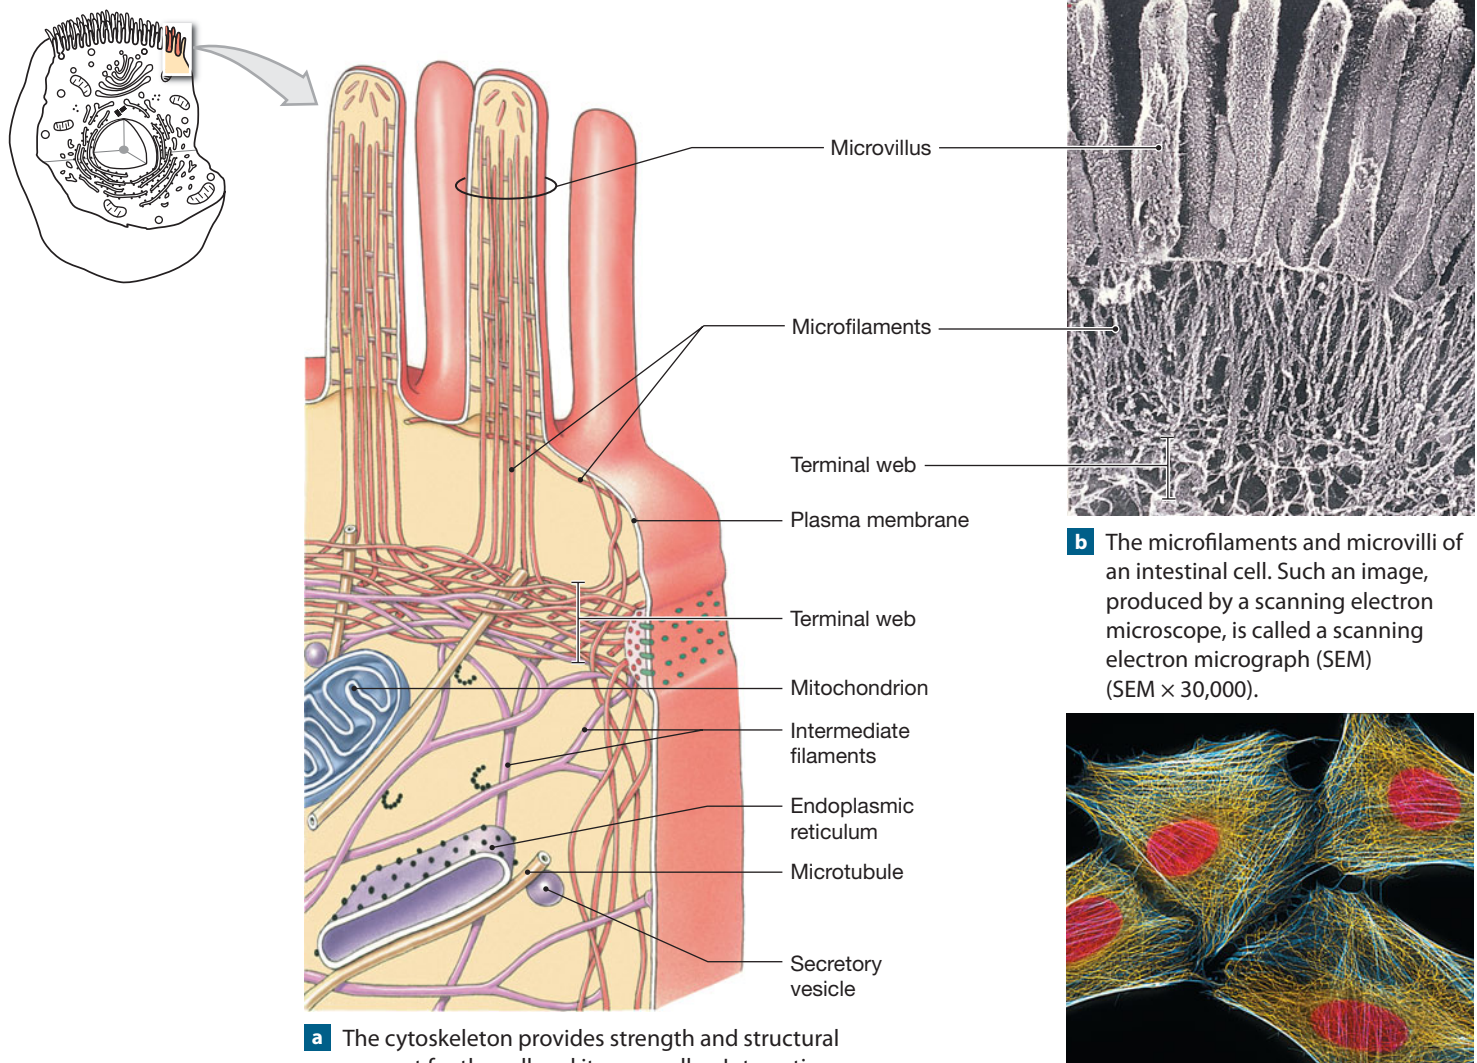 Microvillus
Microfilaments
Terminal web
Plasma membrane
Terminal web
Mitochondrion
Intermediate
filaments
Endoplasmic
reticulum
Microtubule
Secretory
vesicle
a The cytoskeleton provides strength and structural
b The microfilaments and microvilli of
an intestinal cell. Such an image,
produced by a scanning electron
microscope, is called a scanning
electron micrograph (SEM)
(SEM × 30,000).